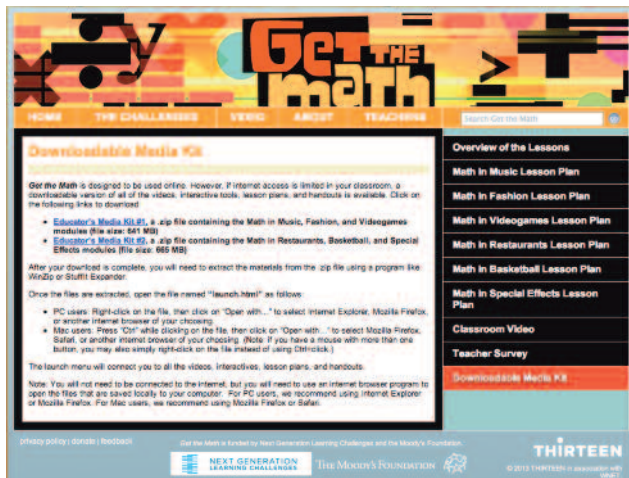 GET THE
math
HOME THE CHALLENGES VIDEO ABOUT TEACHERS
Search Get the Math
Downloadable Media Kit
Get the Math is designed to be used online. However, if internet access is limited in your classroom, a
downloadable version of all of the videos, interactive tools, lesson plans, and handouts is available. Click on
the following links to download
• Educator's Media Kit #1, a .zip file containing the Math in Music, Fashion, and Videogames
modules (file size: 641 MB)
• Educator's Media Kit #2, a .zip file containing the Math in Restaurants, Basketball, and Special
Effects modules (file size: 665 MB)
After your download is complete, you will need to extract the materials from the .zip file using a program like
WinZip or StuffIt Expander.
Once the files are extracted, open the file named "launch.html" as follows:
• PC users: Right-click on the file, then click on "Open with..." to select Internet Explorer, Mozilla Firefox,
or another internet browser of your choosing.
• Mac users: Press "Ctrl" while clicking on the file, then click on "Open with..." to select Mozilla Firefox,
Safari, or another internet browser of your choosing. (Note: If you have a mouse with more than one
button, you may also simply right-click on the file instead of using Ctrl+click.)
The launch menu will connect you to all the videos, interactives, lesson plans, and handouts.
Note: You will not need to be connected to the internet, but you will need to use an internet browser program to
open the files that are saved locally to your computer. For PC users, we recommend using Internet Explorer
or Mozilla Firefox. For Mac users, we recommend using Mozilla Firefox or Safari.
Overview of the Lessons
Math in Music Lesson Plan
Math in Fashion Lesson Plan
Math in Videogames Lesson Plan
Math in Restaurants Lesson Plan
Math in Basketball Lesson Plan
Math in Special Effects Lesson
Plan
Classroom Video
Teacher Survey
Downloadable Media Kit
privacy policy | donate | feedback
Get the Math is funded by Next Generation Learning Challenges and the Moody's Foundation.
NEXT GENERATION
LEARNING CHALLENGES
THE MOODY'S FOUNDATION
THIRTEEN
© 2013 THIRTEEN in association with
WNET